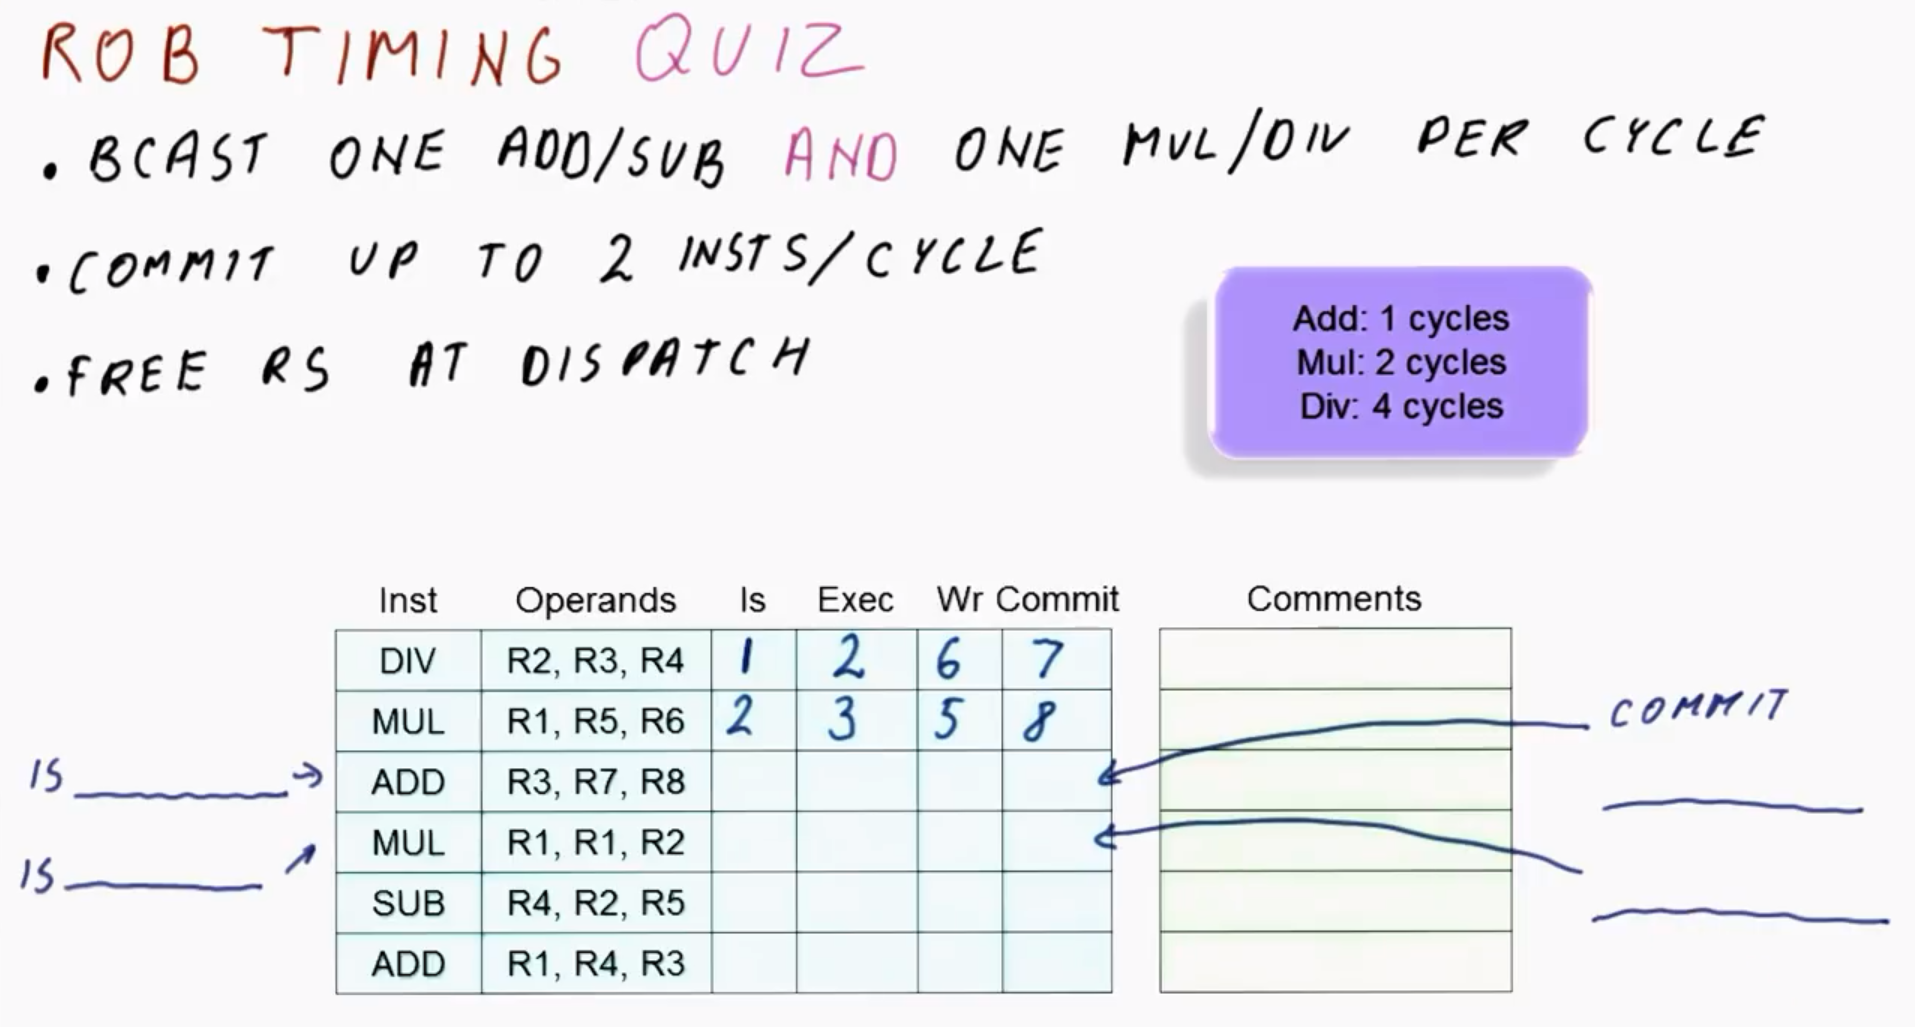 ROB TIMING QUIZ
• BCAST ONE ADD/SUB AND ONE MUL/DIV PER CYCLE
• COMMIT UP TO 2 INSTS/CYCLE
• FREE RS AT DISPATCH
Add: 1 cycles
Mul: 2 cycles
Div: 4 cycles
Inst Operands Is Exec Wr Commit Comments
DIV R2, R3, R4 1 2 6 7
MUL R1, R5, R6 2 3 5 8 COMMIT
IS ADD R3, R7, R8
MUL R1, R1, R2
IS
SUB R4, R2, R5
ADD R1, R4, R3